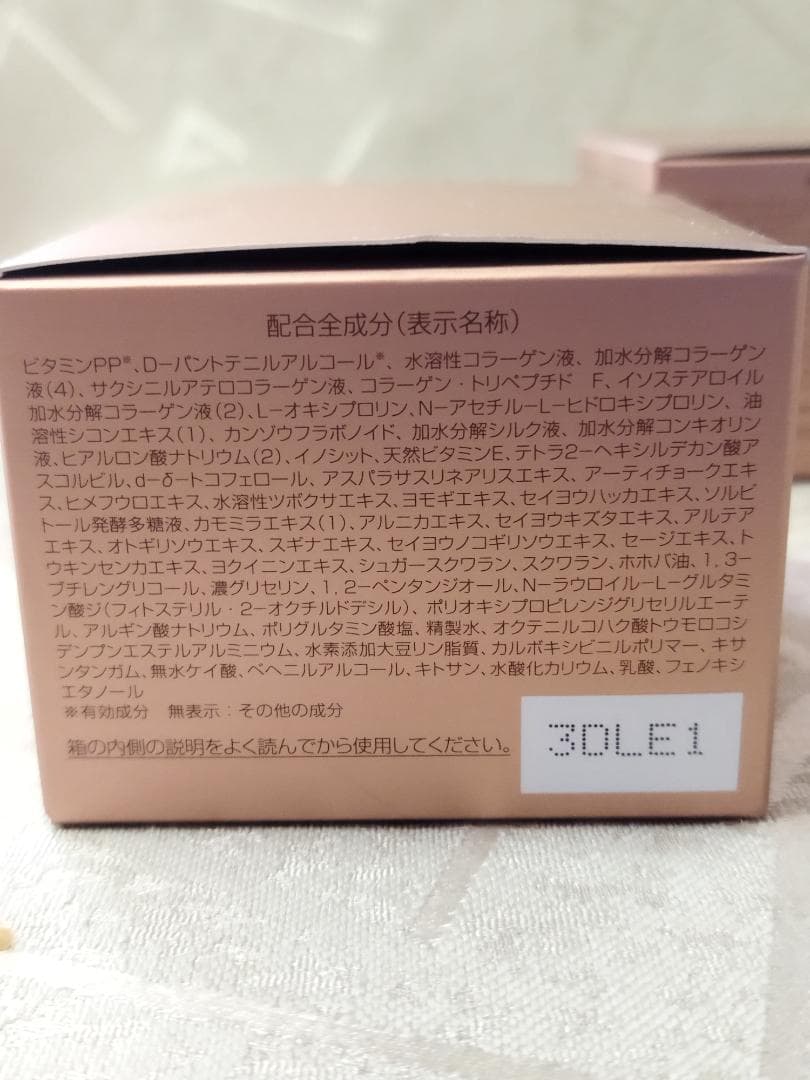 配合全成分（表示名称）
ビタミンPP※、D－パントテニルアルコール※、水溶性コラーゲン液、加水分解コラーゲン
液（4）、サクシニルアテロコラーゲン液、コラーゲン・トリペプチド F、イソステアロイル
加水分解コラーゲン液（2）、L－オキシプロリン、N－アセチル－L－ヒドロキシプロリン、油
溶性シコンエキス（1）、カンゾウフラボノイド、加水分解シルク液、加水分解コンキオリン
液、ヒアルロン酸ナトリウム（2）、イノシット、天然ビタミンE、テトラ2－ヘキシルデカン酸ア
スコルビル、d－δ－トコフェロール、アスパラサスリネアリスエキス、アーティチョークエキ
ス、ヒメフウロエキス、水溶性ツボクサエキス、ヨモギエキス、セイヨウハッカエキス、ソルビ
トール発酵多糖液、カモミラエキス（1）、アルニカエキス、セイヨウキズタエキス、アルテア
エキス、オトギリソウエキス、スギナエキス、セイヨウノコギリソウエキス、セージエキス、ト
ウキンセンカエキス、ヨクイニンエキス、シュガースクワラン、スクワラン、ホホバ油、1，3－
ブチレングリコール、濃グリセリン、1，2－ペンタンジオール、N－ラウロイル－L－グルタミ
ン酸ジ（フィトステリル・2－オクチルドデシル）、ポリオキシプロピレンジグリセリルエーテ
ル、アルギン酸ナトリウム、ポリグルタミン酸塩、精製水、オクテニルコハク酸トウモロコシ
デンプンエステルアルミニウム、水素添加大豆リン脂質、カルボキシビニルポリマー、キサ
ンタンガム、無水ケイ酸、ベヘニルアルコール、キトサン、水酸化カリウム、乳酸、フェノキシ
エタノール
※有効成分 無表示：その他の成分
箱の内側の説明をよく読んでから使用してください。
3DLE1